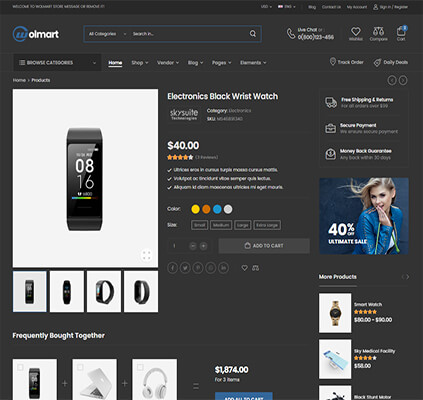 WELCOME TO WOLMART STORE MESSAGE OR REMOVE IT!
USD
ENG
Blog
Contact Us
My Account
Sign in / Register
Wolmart
All Categories
Search in...
Live Chat or
0(800)123-456
Wishlist
Compare
Cart
BROWSE CATEGORIES
Home
Shop
Vendor
Blog
Pages
Elements
Track Order
Daily Deals
Home
Products
Electronics Black Wrist Watch
skysuite
Technologies
Category: Electronics
SKU: MS46891340
$40.00
(3 Reviews)
Ultrices eros in cursus turpis massa cursus mattis.
Volutpat ac tincidunt vitae semper quis lectus.
Aliquam id diam maecenas ultricies mi eget mauris.
Color:
Size:
Small
Medium
Large
Extra Large
1
ADD TO CART
Free Shipping & Returns
For all orders over $99
Secure Payment
We ensure secure payment
Money Back Guarantee
Any back within 30 days
40% OFF
ULTIMATE SALE
More Products
Smart Watch
$80.00 – $90.00
Sky Medical Facility
$58.00
Black Stunt Motor
Frequently Bought Together
$1,874.00
For 3 items
ADD ALL TO CART